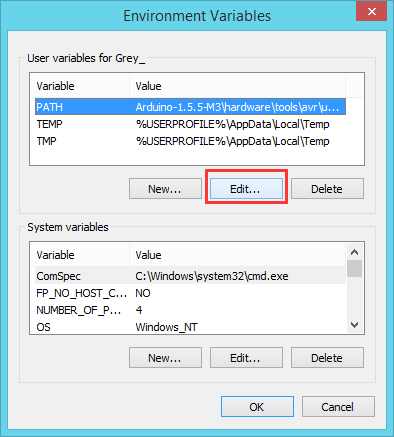 Environment Variables
User variables for Grey_
Variable Value
PATH Arduino-1.5.5-M3\hardware\tools\avr\u...
TEMP %USERPROFILE%\AppData\Local\Temp
TMP %USERPROFILE%\AppData\Local\Temp
New... Edit... Delete
System variables
Variable Value
ComSpec C:\Windows\system32\cmd.exe
FP_NO_HOST_C... NO
NUMBER_OF_P... 4
OS Windows_NT
New... Edit... Delete
OK Cancel